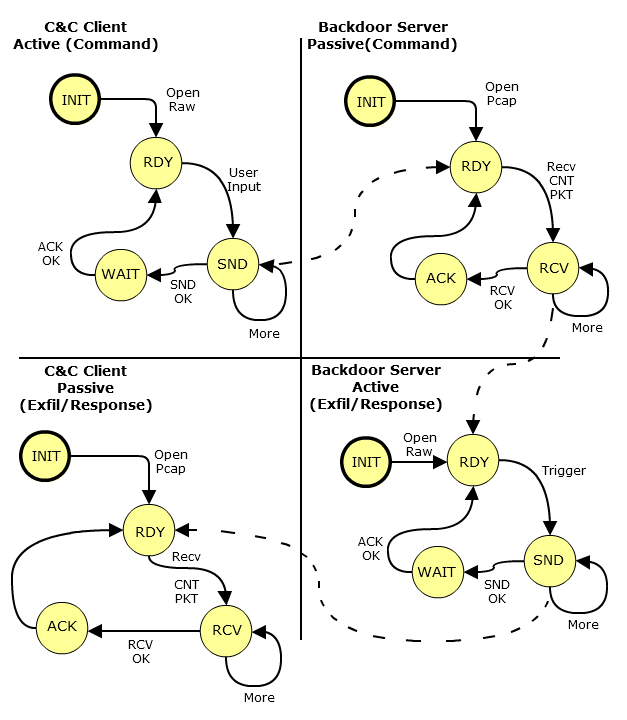 C&C Client
Active (Command)
INIT
Open
Raw
RDY
User
Input
SND
SND
OK
WAIT
ACK
OK
More
Backdoor Server
Passive(Command)
INIT
Open
Pcap
RDY
Recv
CNT
PKT
RCV
RCV
OK
ACK
More
C&C Client
Passive
(Exfil/Response)
INIT
Open
Pcap
RDY
Recv
CNT
PKT
RCV
RCV
OK
ACK
More
Backdoor Server
Active
(Exfil/Response)
INIT
Open
Raw
RDY
Trigger
SND
SND
OK
WAIT
ACK
OK
More